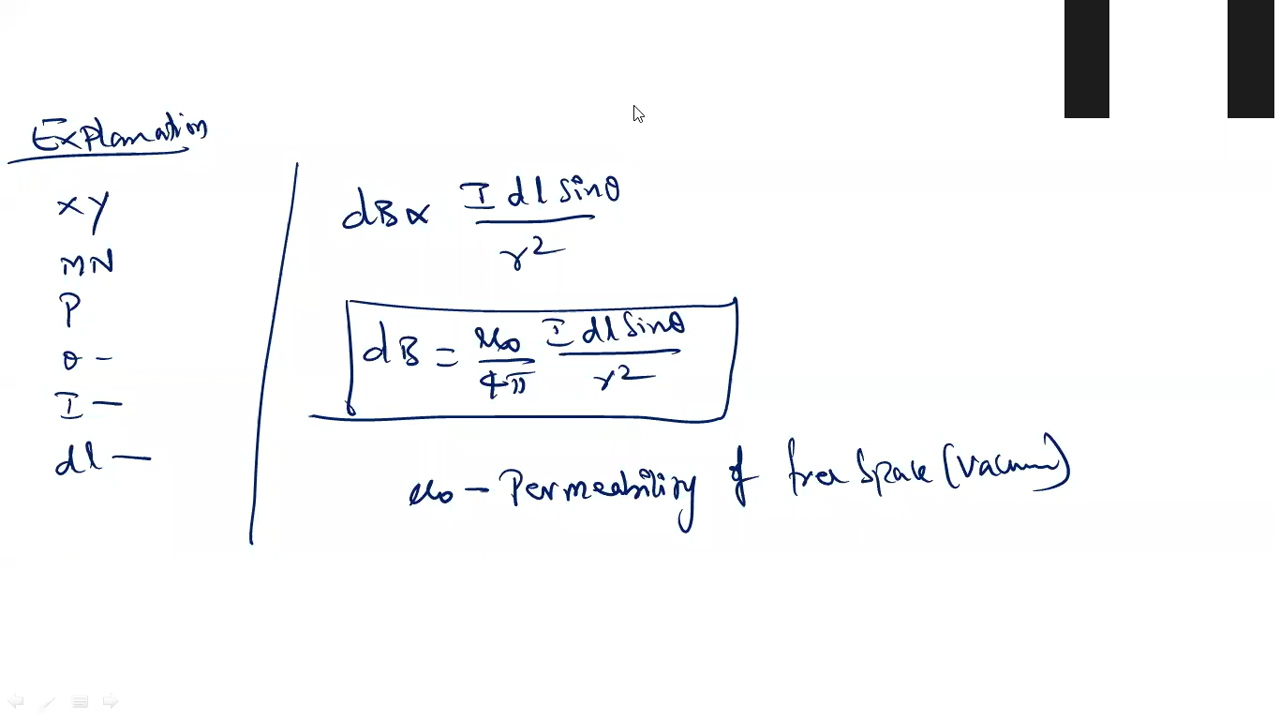 Explanation
xy
MN
P
θ -
I -
dl -
dB ∝ I dl sinθ / r²
dB = μ₀/4π I dl sinθ / r²
μ₀ - Permeability of free space (vacuum)